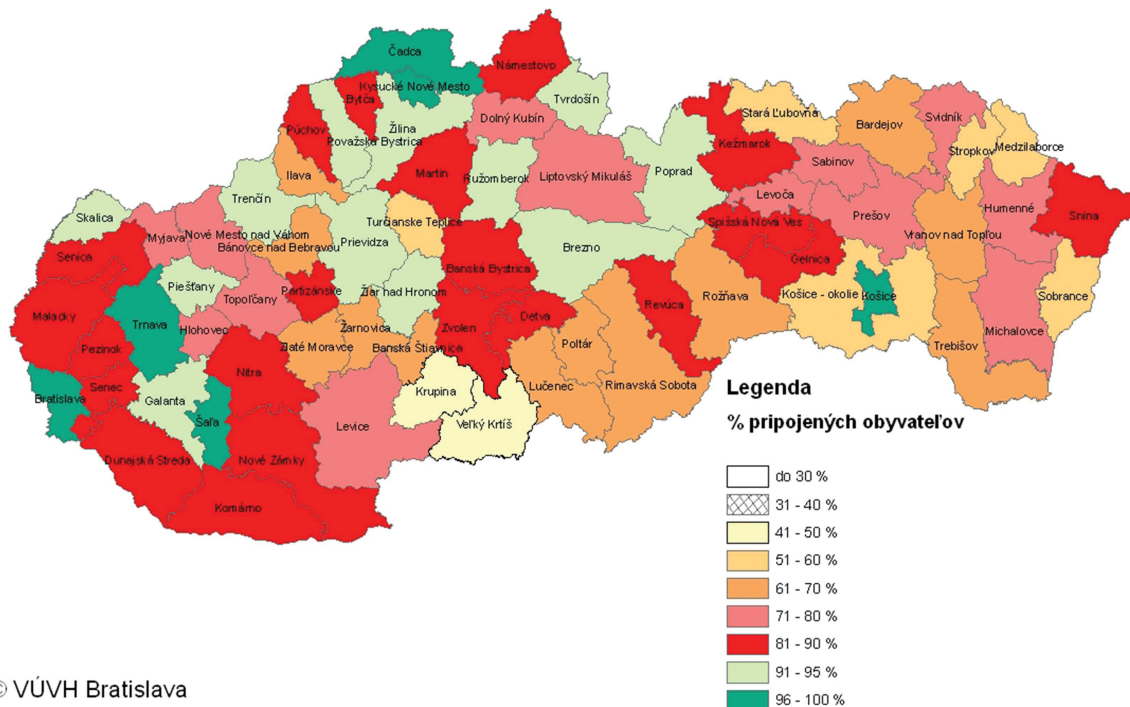 Čadca
Námestovo
Kysucké Nové Mesto
Bytča
Tvrdošín
Púchov
Žilina
Dolný Kubín
Považská Bystrica
Stará Ľubovňa
Bardejov
Svidník
Medzilaborce
Stropkov
Kežmarok
Sabinov
Ilava
Martin
Ružomberok
Liptovský Mikuláš
Poprad
Levoča
Prešov
Humenné
Snina
Trenčín
Turčianske Teplice
Spišská Nová Ves
Vranov nad Topľou
Skalica
Myjava
Nové Mesto nad Váhom
Bánovce nad Bebravou
Prievidza
Brezno
Gelnica
Senica
Banská Bystrica
Piešťany
Partizánske
Žiar nad Hronom
Topoľčany
Revúca
Rožňava
Košice - okolie
Košice
Sobrance
Malacky
Trnava
Hlohovec
Žarnovica
Zvolen
Detva
Michalovce
Pezinok
Zlaté Moravce
Banská Štiavnica
Poltár
Trebišov
Nitra
Senec
Bratislava
Galanta
Krupina
Lučenec
Rimavská Sobota
Šaľa
Levice
Veľký Krtíš
Dunajská Streda
Nové Zámky
Komárno
Legenda
% pripojených obyvateľov
do 30 %
31 - 40 %
41 - 50 %
51 - 60 %
61 - 70 %
71 - 80 %
81 - 90 %
91 - 95 %
96 - 100 %
© VÚVH Bratislava